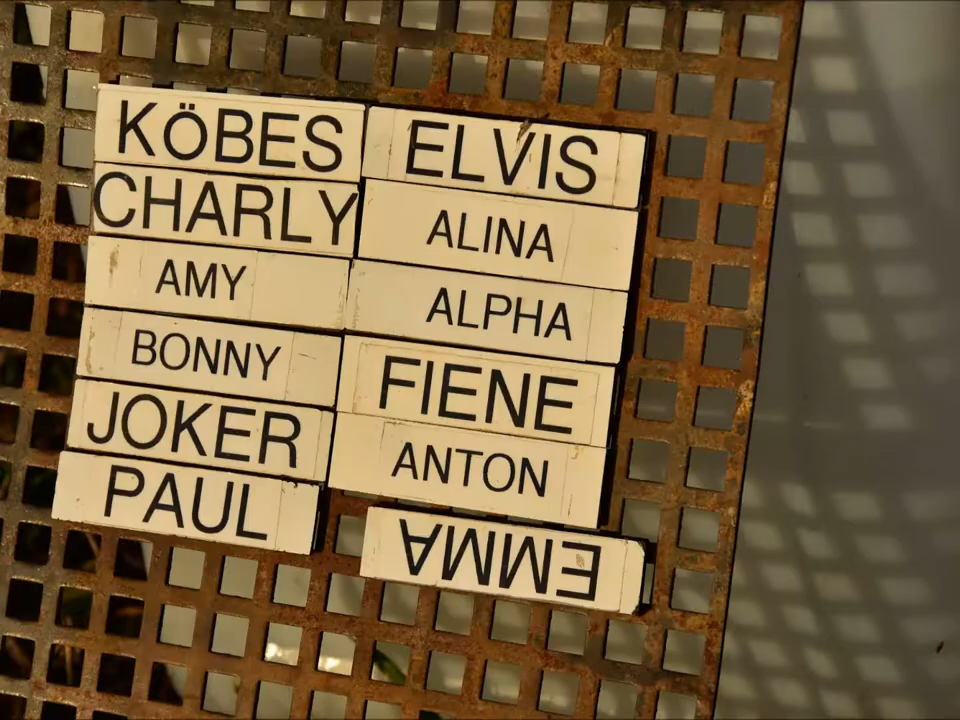 KÖBES
CHARLY
AMY
BONNY
JOKER
PAUL
ELVIS
ALINA
ALPHA
FIENE
ANTON
EMMA